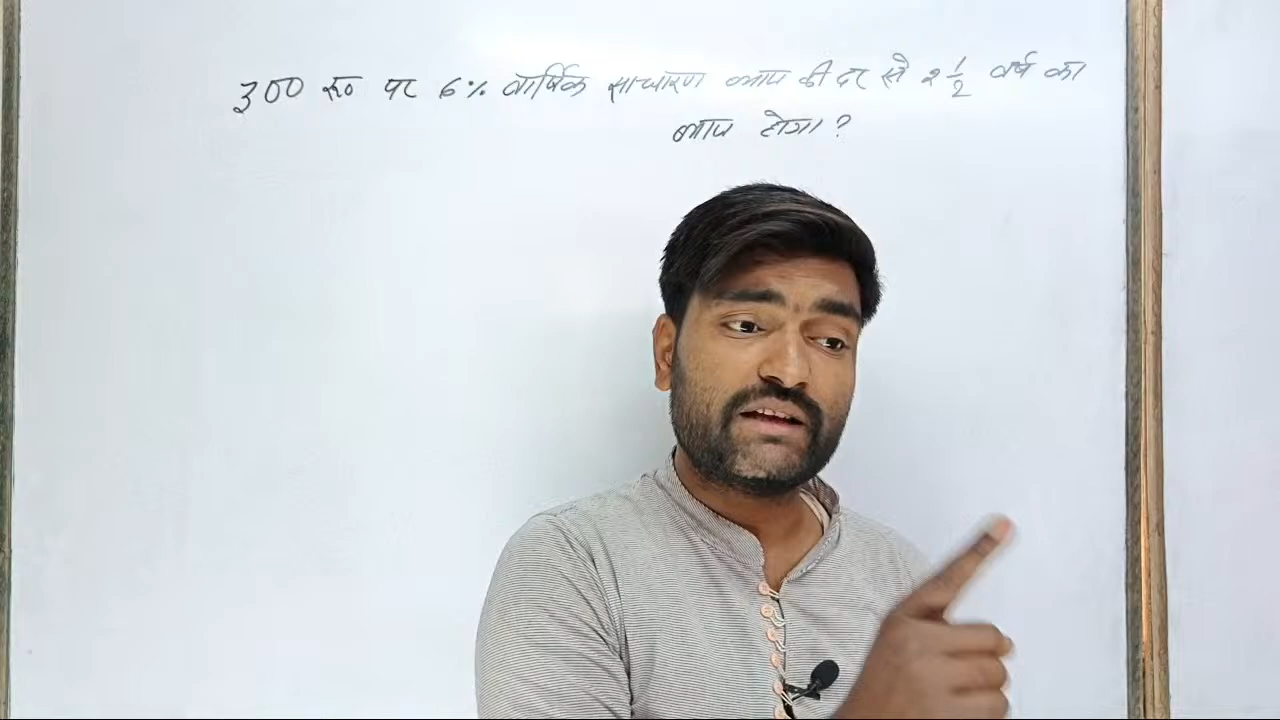 300 रू० पर 6% वार्षिक साधारण ब्याज की दर से 2 1/2 वर्ष का
ब्याज होगा ?